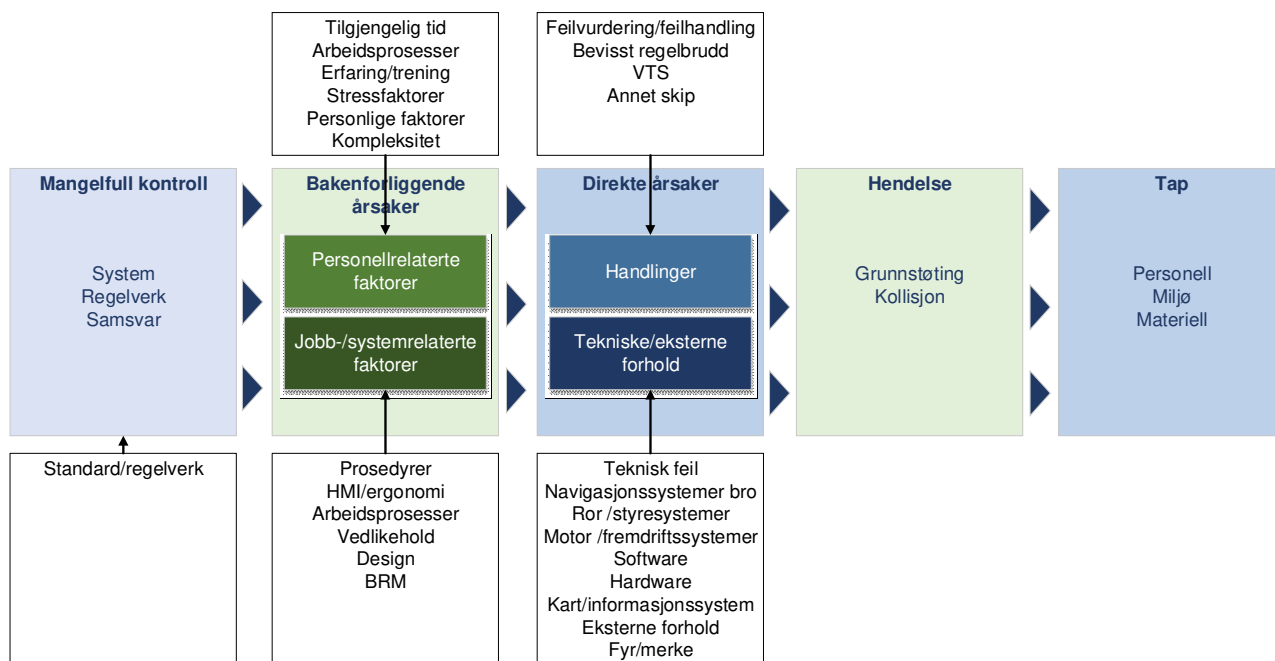 Tilgjengelig tid
Arbeidsprosesser
Erfaring/trening
Stressfaktorer
Personlige faktorer
Kompleksitet
Feilvurdering/feilhandling
Bevisst regelbrudd
VTS
Annet skip
Mangelfull kontroll
System
Regelverk
Samsvar
Bakenforliggende
årsaker
Personellrelaterte
faktorer
Jobb-/systemrelaterte
faktorer
Direkte årsaker
Handlinger
Tekniske/eksterne
forhold
Hendelse
Grunnstøting
Kollisjon
Tap
Personell
Miljø
Materiell
Standard/regelverk
Prosedyrer
HMI/ergonomi
Arbeidsprosesser
Vedlikehold
Design
BRM
Teknisk feil
Navigasjonssystemer bro
Ror /styresystemer
Motor /fremdriftssystemer
Software
Hardware
Kart/informasjonssystem
Eksterne forhold
Fyr/merke